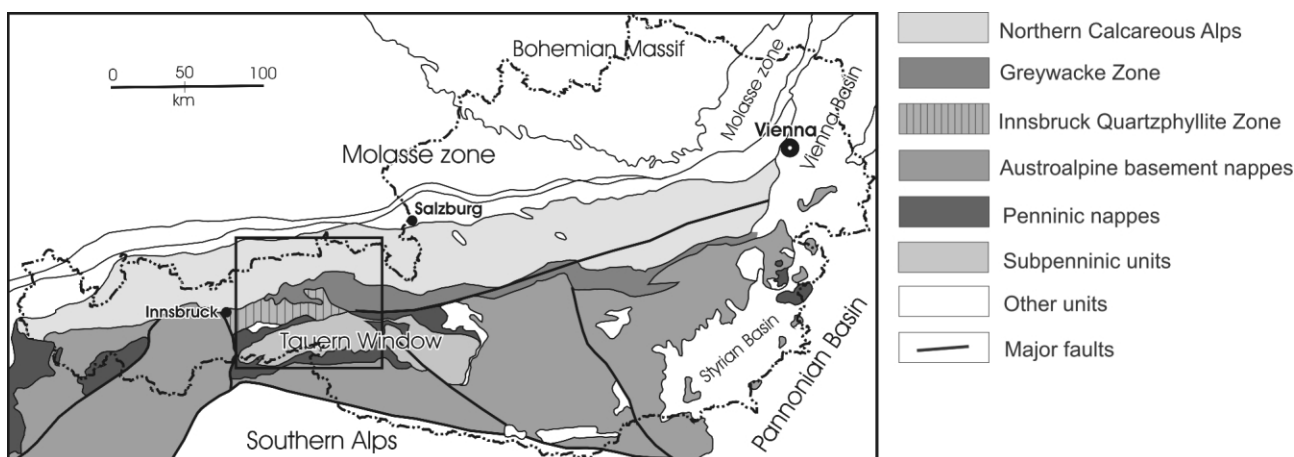 Bohemian Massif
0 50 100
km
Molasse zone
Vienna Basin
Vienna
Molasse zone
Salzburg
Innsbruck
Tauern Window
Styrian Basin
Pannonian Basin
Southern Alps
Northern Calcareous Alps
Greywacke Zone
Innsbruck Quartzphyllite Zone
Austroalpine basement nappes
Penninic nappes
Subpenninic units
Other units
Major faults